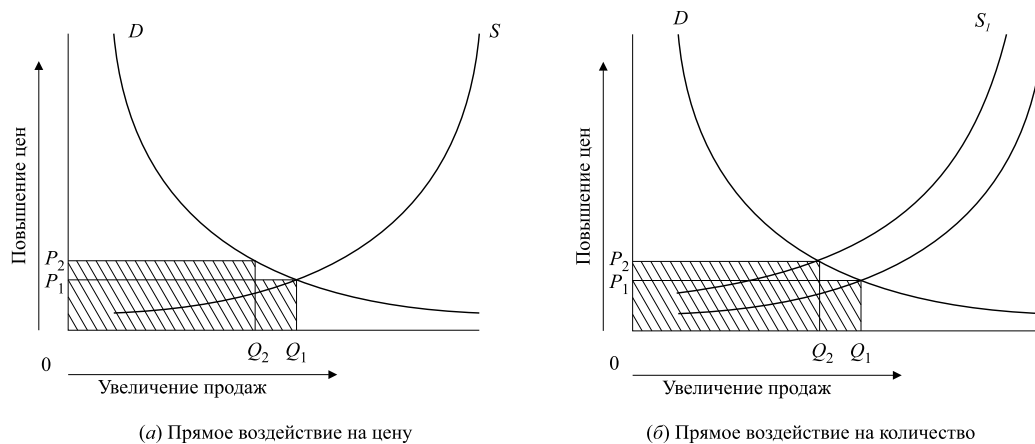 D
S
Повышение цен
P2
P1
0
Q2 Q1
Увеличение продаж
(а) Прямое воздействие на цену
D
S1
Повышение цен
P2
P1
0
Q2 Q1
Увеличение продаж
(б) Прямое воздействие на количество